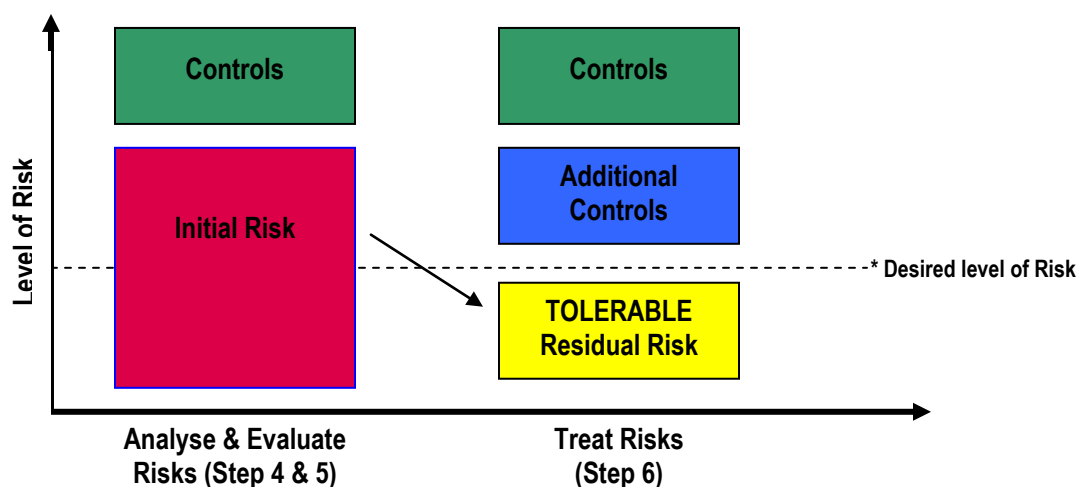 Controls
Controls
Level of Risk
Initial Risk
Additional
Controls
* Desired level of Risk
TOLERABLE
Residual Risk
Analyse & Evaluate
Risks (Step 4 & 5)
Treat Risks
(Step 6)